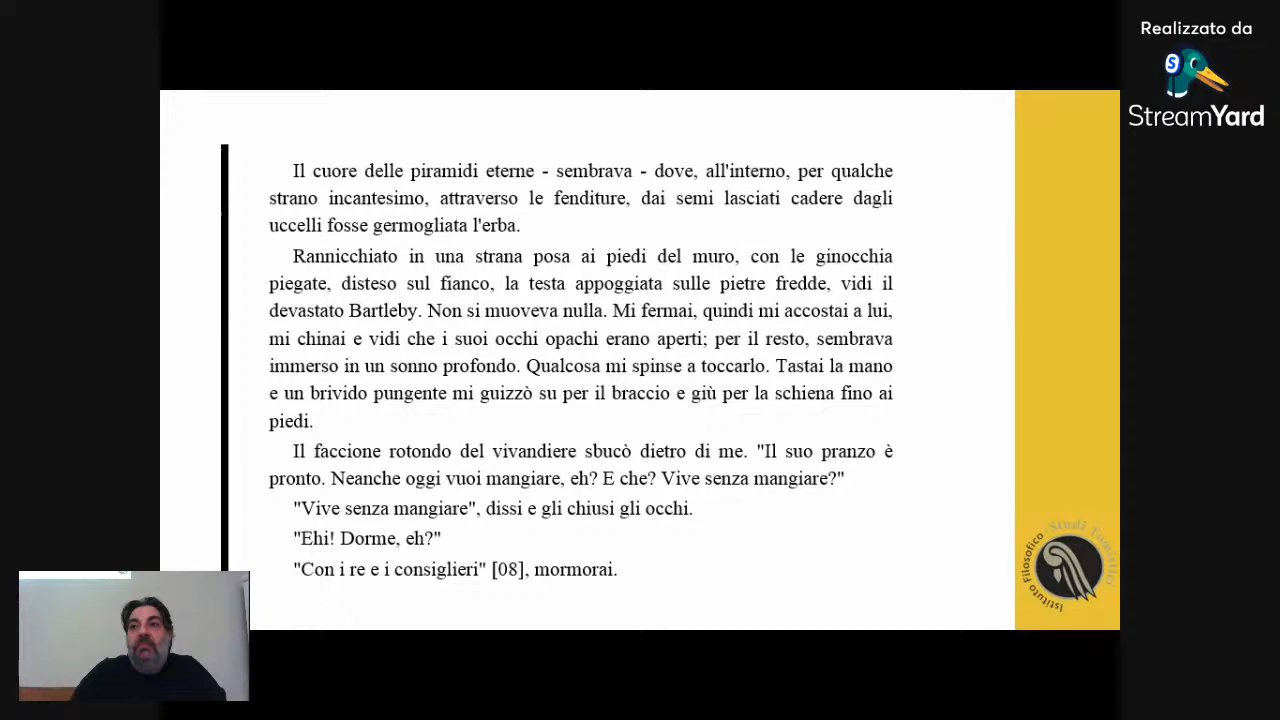 Realizzato da
S
StreamYard
Il cuore delle piramidi eterne - sembrava - dove, all'interno, per qualche
strano incantesimo, attraverso le fenditure, dai semi lasciati cadere dagli
uccelli fosse germogliata l'erba.
Rannicchiato in una strana posa ai piedi del muro, con le ginocchia
piegate, disteso sul fianco, la testa appoggiata sulle pietre fredde, vidi il
devastato Bartleby. Non si muoveva nulla. Mi fermai, quindi mi accostai a lui,
mi chinai e vidi che i suoi occhi opachi erano aperti; per il resto, sembrava
immerso in un sonno profondo. Qualcosa mi spinse a toccarlo. Tastai la mano
e un brivido pungente mi guizzò su per il braccio e giù per la schiena fino ai
piedi.
Il faccione rotondo del vivandiere sbucò dietro di me. "Il suo pranzo è
pronto. Neanche oggi vuoi mangiare, eh? E che? Vive senza mangiare?"
"Vive senza mangiare", dissi e gli chiusi gli occhi.
"Ehi! Dorme, eh?"
"Con i re e i consiglieri" [08], mormorai.
Istituto Filosofico · Studi Tomistici